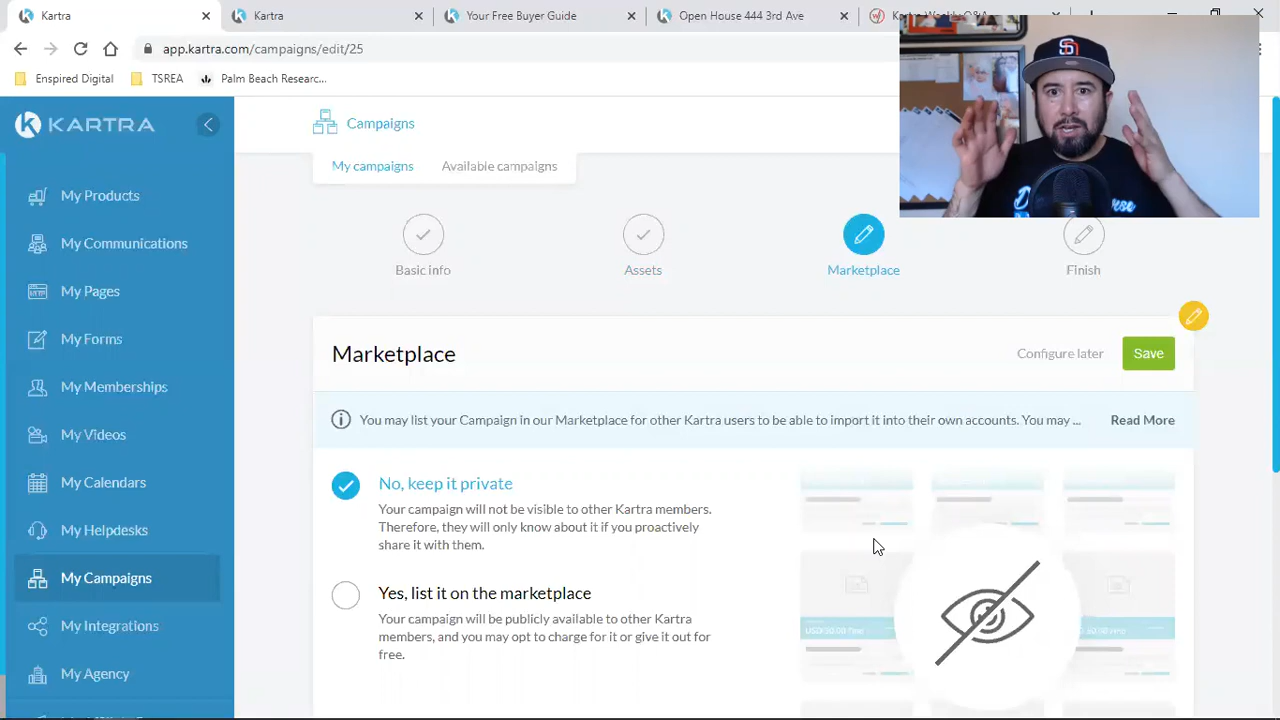 Kartra
Kartra
Your Free Buyer Guide
Open House 444 3rd Ave
app.kartra.com/campaigns/edit/25
Enspired Digital
TSREA
Palm Beach Researc...
KARTRA
My Products
My Communications
My Pages
My Forms
My Memberships
My Videos
My Calendars
My Helpdesks
My Campaigns
My Integrations
My Agency
Campaigns
My campaigns
Available campaigns
Basic info
Assets
Marketplace
Finish
Marketplace
Configure later
Save
You may list your Campaign in our Marketplace for other Kartra users to be able to import it into their own accounts. You may ...
Read More
No, keep it private
Your campaign will not be visible to other Kartra members.
Therefore, they will only know about it if you proactively
share it with them.
Yes, list it on the marketplace
Your campaign will be publicly available to other Kartra
members, and you may opt to charge for it or give it out for
free.